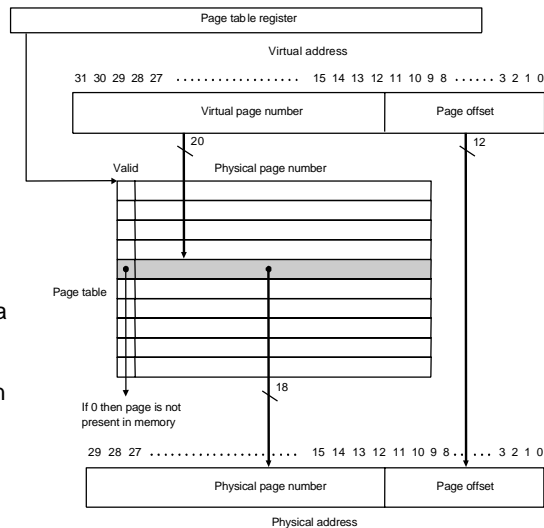 Page table register
Virtual address
31 30 29 28 27 .................. 15 14 13 12 11 10 9 8 ...... 3 2 1 0
Virtual page number Page offset
20 12
Valid Physical page number
Page table
a
18
n
If 0 then page is not
present in memory
29 28 27 ...................... 15 14 13 12 11 10 9 8 ...... 3 2 1 0
Physical page number Page offset
Physical address